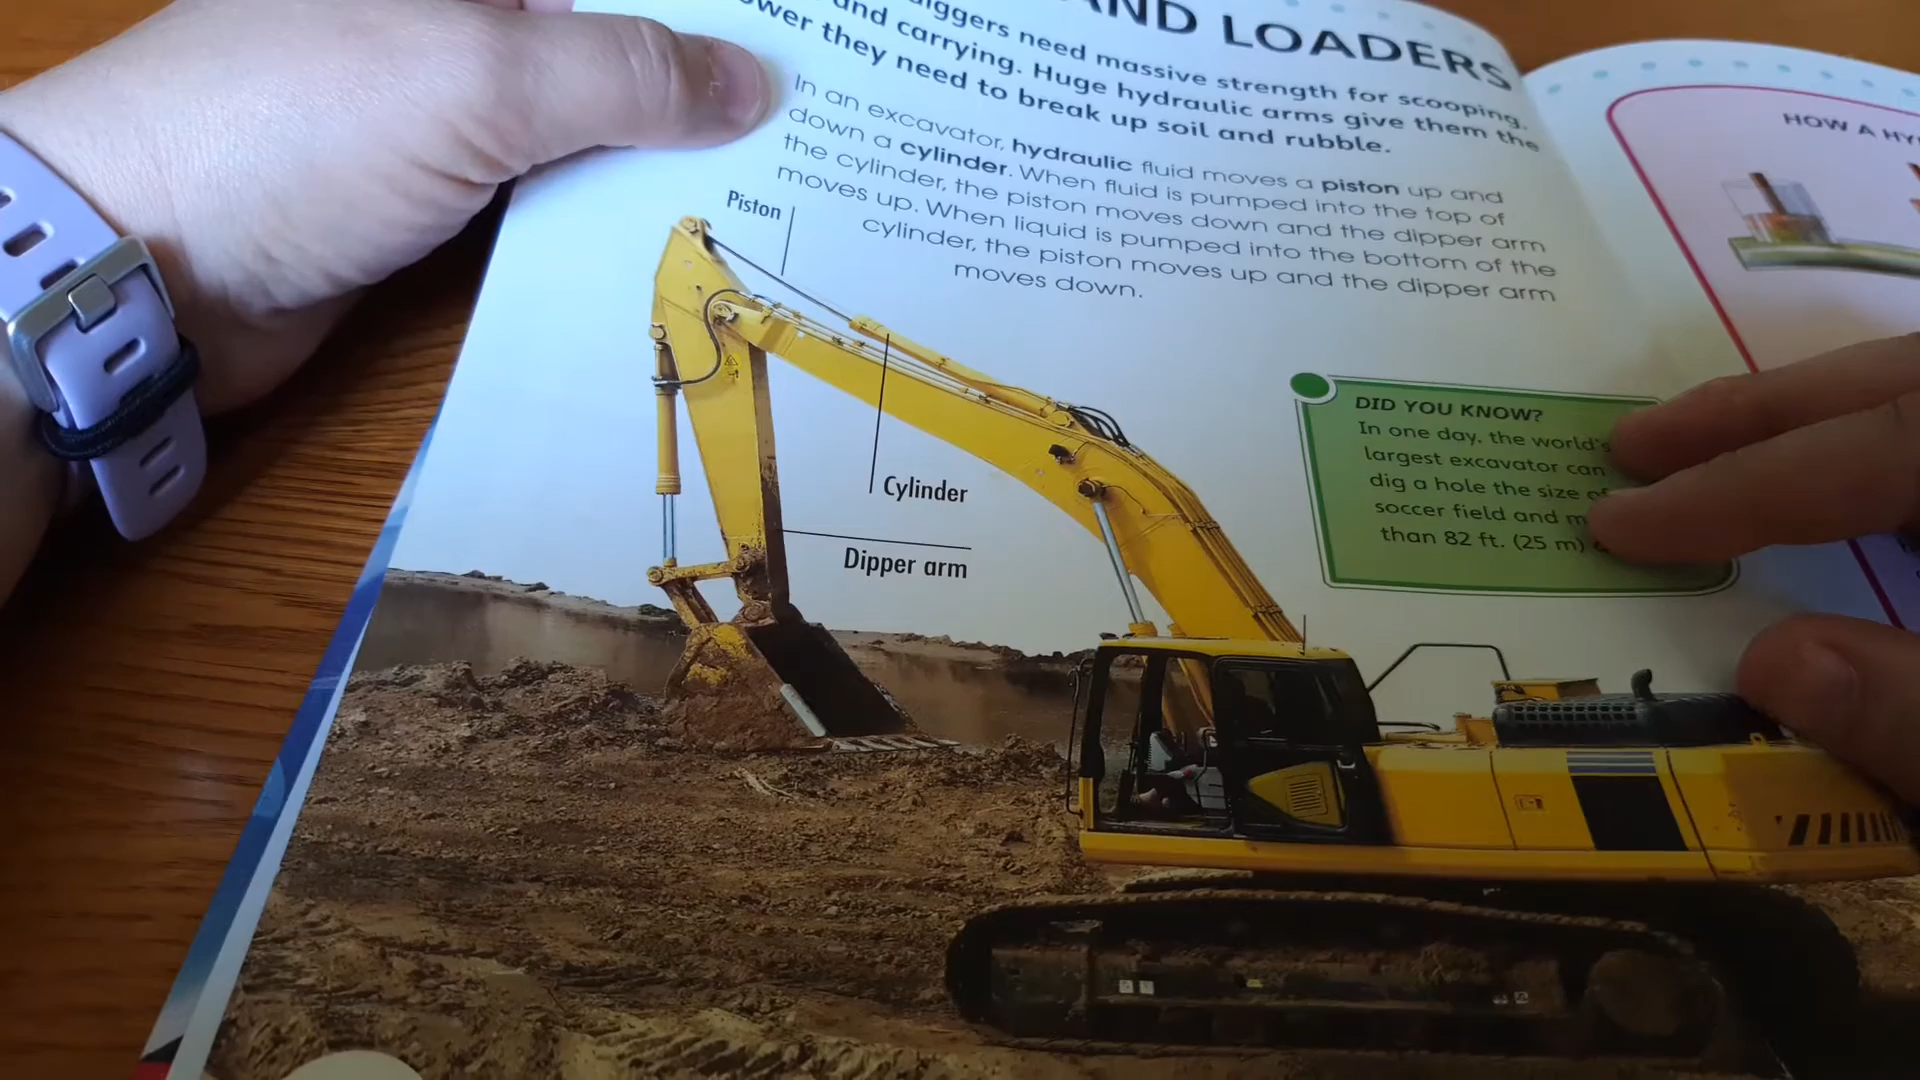 AND LOADERS
diggers need massive strength for scooping,
and carrying. Huge hydraulic arms give them the
they need to break up soil and rubble.
In an excavator, hydraulic fluid moves a piston up and
down a cylinder. When fluid is pumped into the top of
the cylinder, the piston moves down and the dipper arm
moves up. When liquid is pumped into the bottom of the
cylinder, the piston moves up and the dipper arm
moves down.
Piston
Cylinder
Dipper arm
DID YOU KNOW?
In one day, the world's
largest excavator can
dig a hole the size of
soccer field and
than 82 ft. (25 m)
HOW A